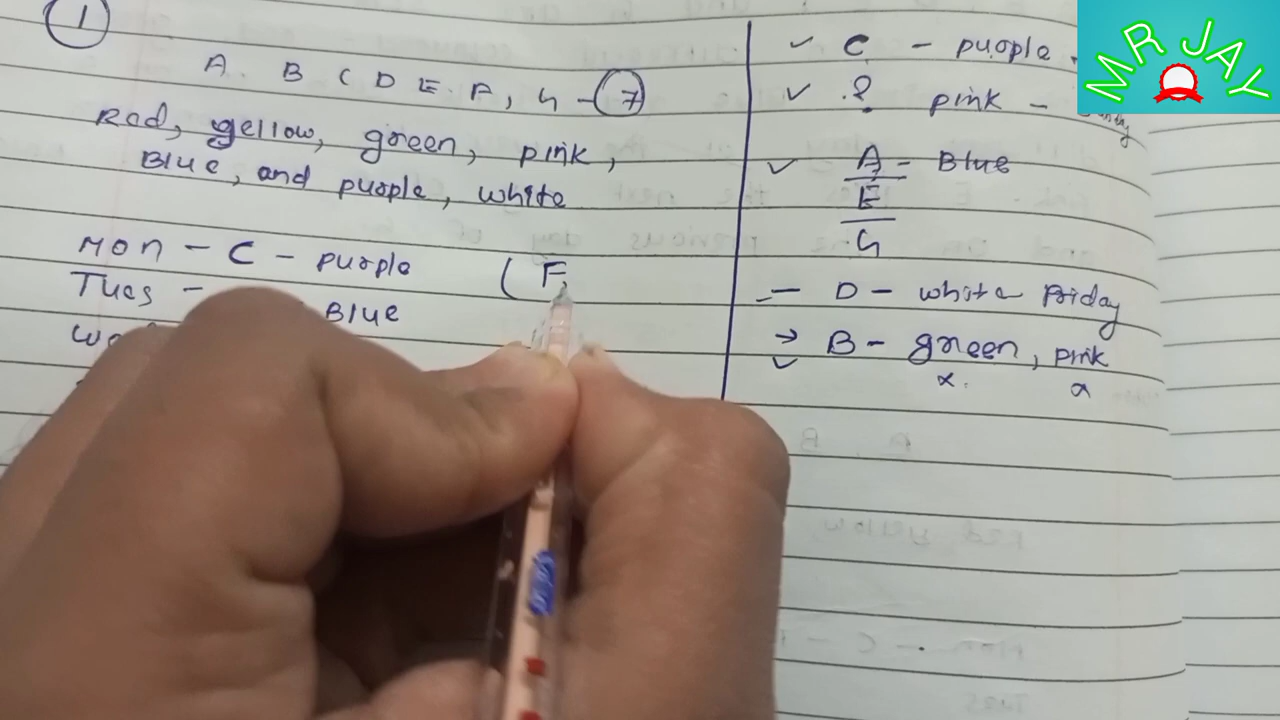 1
A. B C D E. F, G - 7
Red, yellow, green, pink,
Blue, and purple, white
Mon - C - purple
( F,
Tues - Blue
✓ C - purple
✓ .? pink -
✓ A - Blue
E
G
- D - white Friday
→ B - green, pink
✓ x. x
MR JAY